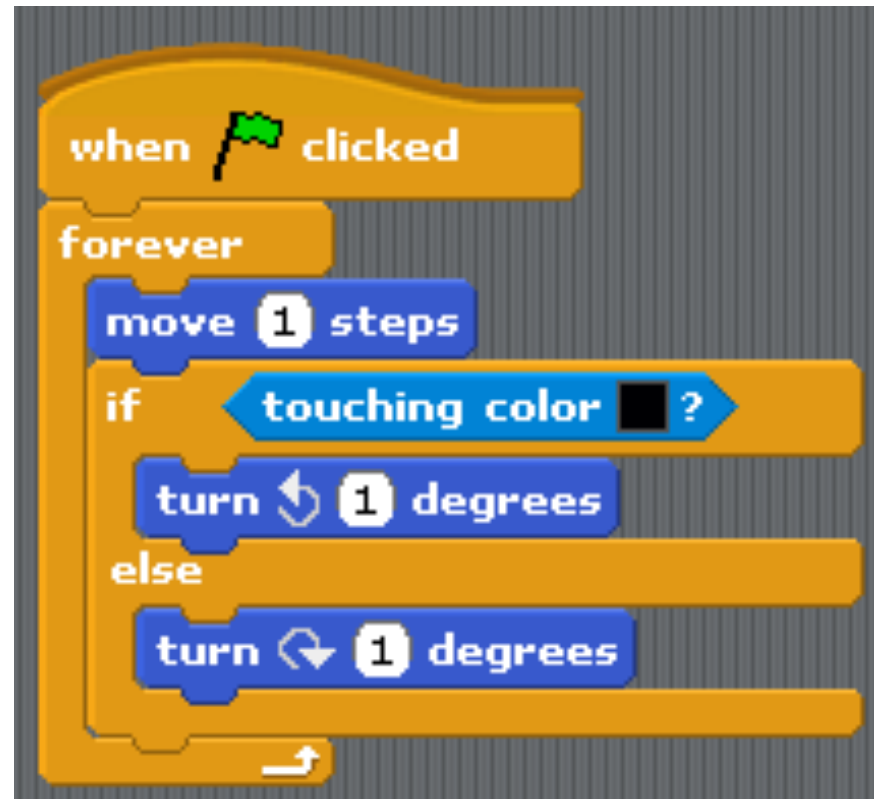 when clicked
forever
move 1 steps
if touching color ?
turn 1 degrees
else
turn 1 degrees